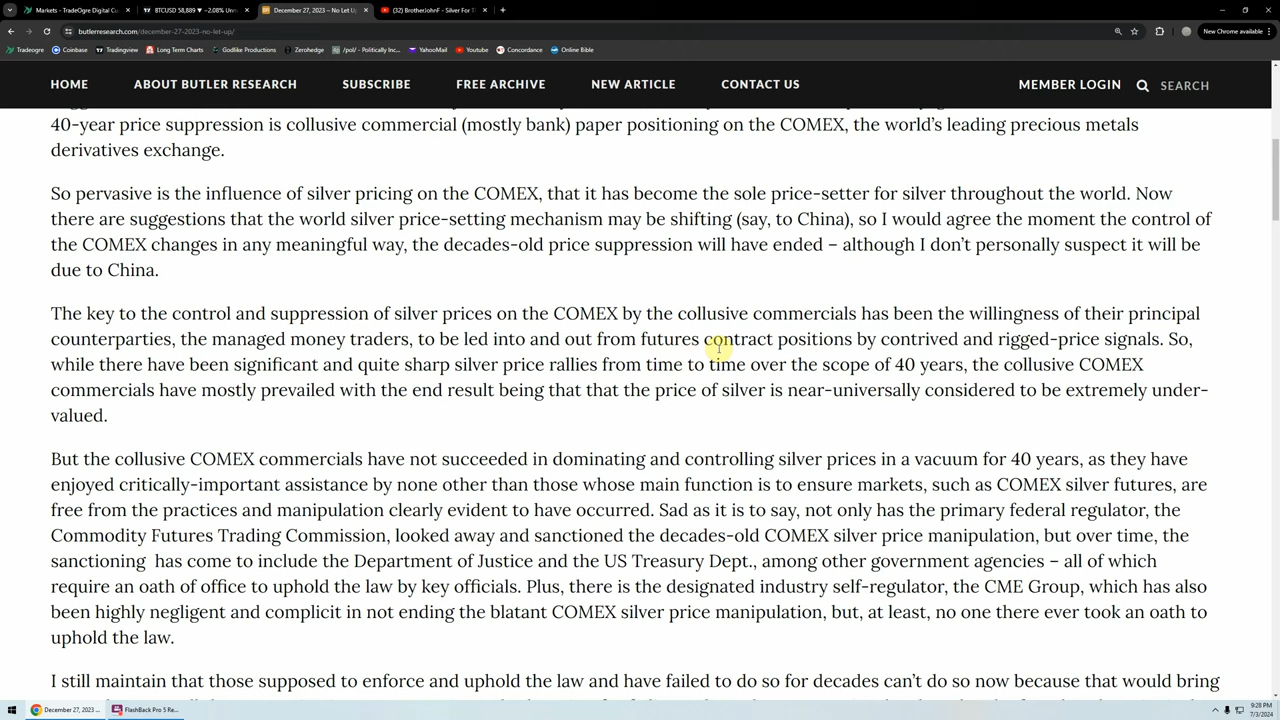 Markets - TradeOgre Digital Cu
BTCUSD 58,889 ▼ −2.08% Unn
December 27, 2023 – No Let U
(32) BrotherJohnF - Silver For T
butlerresearch.com/december-27-2023-no-let-up/
New Chrome available
Tradeogre
Coinbase
Tradingview
Long Term Charts
Godlike Productions
Zerohedge
/pol/ - Politically Inc...
YahooMail
Youtube
Concordance
Online Bible
HOME
ABOUT BUTLER RESEARCH
SUBSCRIBE
FREE ARCHIVE
NEW ARTICLE
CONTACT US
MEMBER LOGIN
SEARCH
40-year price suppression is collusive commercial (mostly bank) paper positioning on the COMEX, the world’s leading precious metals
derivatives exchange.
So pervasive is the influence of silver pricing on the COMEX, that it has become the sole price-setter for silver throughout the world. Now
there are suggestions that the world silver price-setting mechanism may be shifting (say, to China), so I would agree the moment the control of
the COMEX changes in any meaningful way, the decades-old price suppression will have ended – although I don’t personally suspect it will be
due to China.
The key to the control and suppression of silver prices on the COMEX by the collusive commercials has been the willingness of their principal
counterparties, the managed money traders, to be led into and out from futures contract positions by contrived and rigged-price signals. So,
while there have been significant and quite sharp silver price rallies from time to time over the scope of 40 years, the collusive COMEX
commercials have mostly prevailed with the end result being that that the price of silver is near-universally considered to be extremely under-
valued.
But the collusive COMEX commercials have not succeeded in dominating and controlling silver prices in a vacuum for 40 years, as they have
enjoyed critically-important assistance by none other than those whose main function is to ensure markets, such as COMEX silver futures, are
free from the practices and manipulation clearly evident to have occurred. Sad as it is to say, not only has the primary federal regulator, the
Commodity Futures Trading Commission, looked away and sanctioned the decades-old COMEX silver price manipulation, but over time, the
sanctioning  has come to include the Department of Justice and the US Treasury Dept., among other government agencies – all of which
require an oath of office to uphold the law by key officials. Plus, there is the designated industry self-regulator, the CME Group, which has also
been highly negligent and complicit in not ending the blatant COMEX silver price manipulation, but, at least, no one there ever took an oath to
uphold the law.
I still maintain that those supposed to enforce and uphold the law and have failed to do so for decades can’t do so now because that would bring
December 27, 2023 ...
FlashBack Pro 5 Re...
9:28 PM
7/3/2024